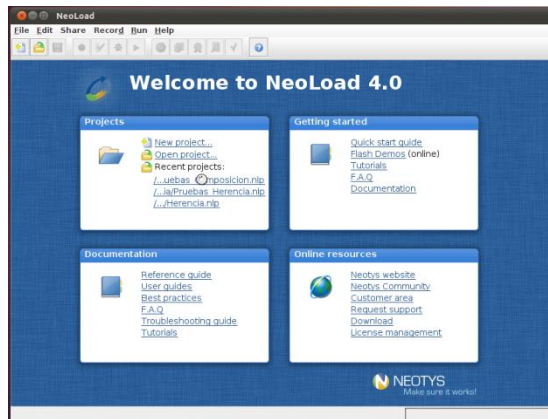 NeoLoad
File Edit Share Record Run Help
Welcome to NeoLoad 4.0
Projects
New project...
Open project...
Recent projects:
/...uebas_ mposicion.nlp
/...ia/Pruebas_Herencia.nlp
/.../Herencia.nlp
Getting started
Quick start guide
Flash Demos (online)
Tutorials
F.A.Q
Documentation
Documentation
Reference guide
User guides
Best practices
F.A.Q
Troubleshooting guide
Tutorials
Online resources
Neotys website
Neotys Community
Customer area
Request support
Download
License management
NEOTYS
Make sure it works!